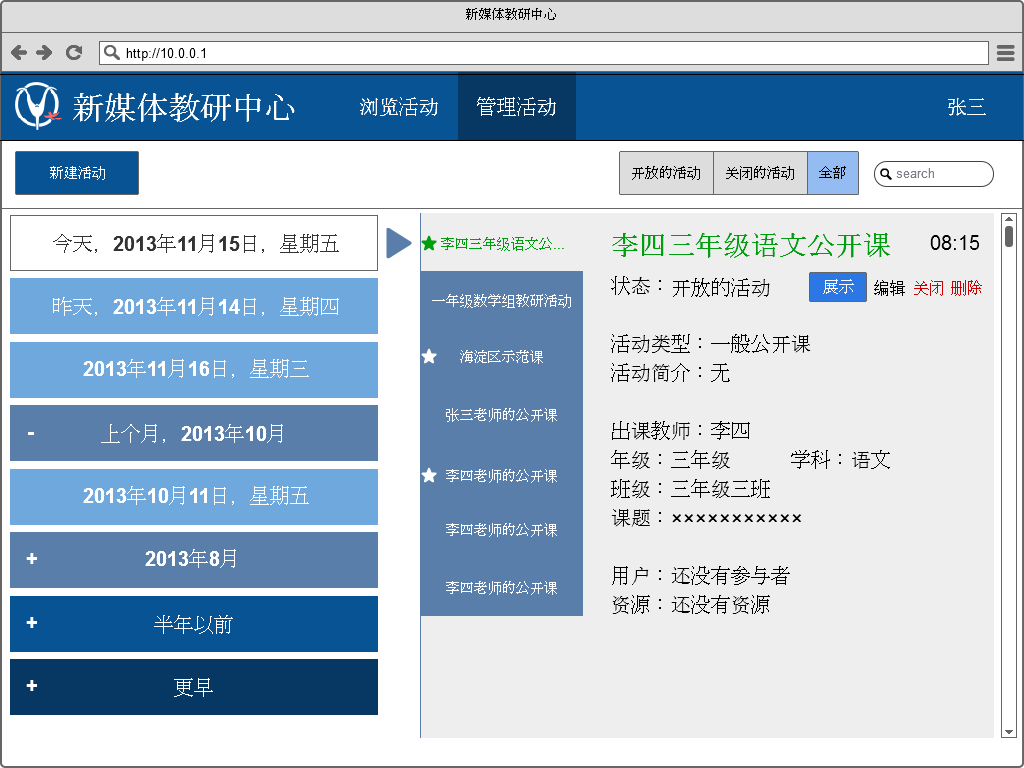 新媒体教研中心
http://10.0.0.1
新媒体教研中心
浏览活动
管理活动
张三
新建活动
开放的活动
关闭的活动
全部
search
今天，2013年11月15日，星期五
昨天，2013年11月14日，星期四
2013年11月16日，星期三
- 上个月，2013年10月
2013年10月11日，星期五
+ 2013年8月
+ 半年以前
+ 更早
李四三年级语文公...
一年级数学组教研活动
海淀区示范课
张三老师的公开课
李四老师的公开课
李四老师的公开课
李四老师的公开课
李四三年级语文公开课 08:15
状态：开放的活动 展示 编辑 关闭 删除
活动类型：一般公开课
活动简介：无
出课教师：李四
年级：三年级 学科：语文
班级：三年级三班
课题：×××××××××××
用户：还没有参与者
资源：还没有资源